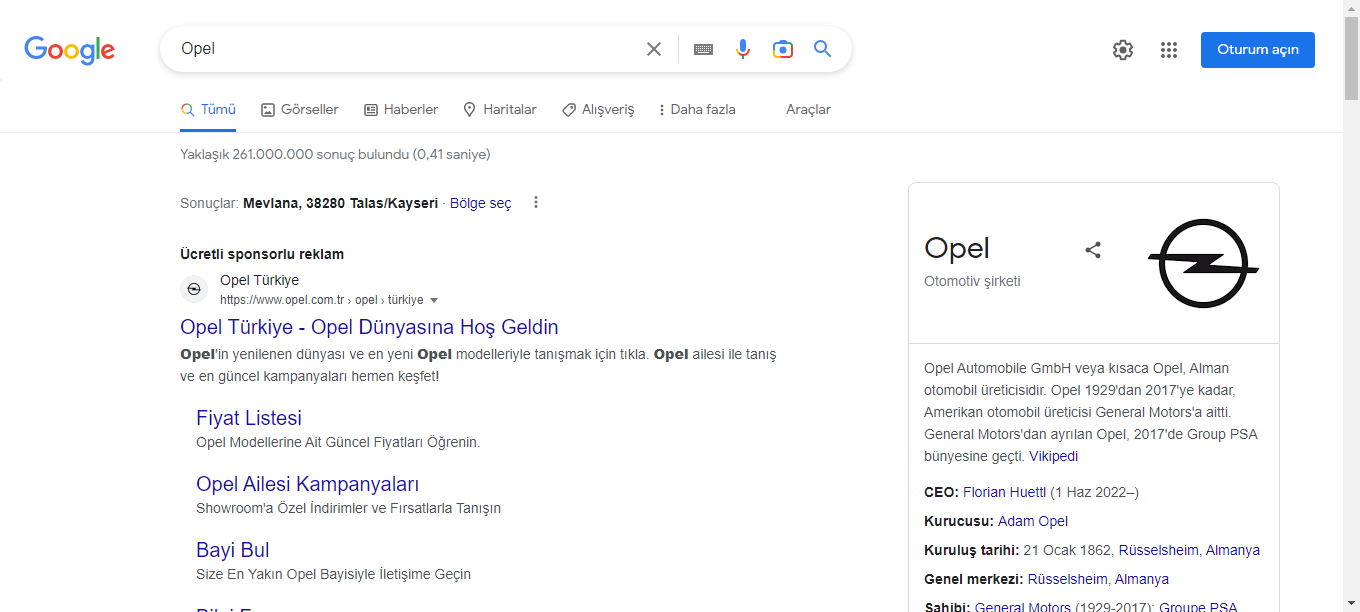 Google
Opel
Oturum açın
Tümü
Görseller
Haberler
Haritalar
Alışveriş
Daha fazla
Araçlar
Yaklaşık 261.000.000 sonuç bulundu (0,41 saniye)
Sonuçlar: Mevlana, 38280 Talas/Kayseri · Bölge seç
Ücretli sponsorlu reklam
Opel Türkiye
https://www.opel.com.tr › opel › türkiye
Opel Türkiye - Opel Dünyasına Hoş Geldin
Opel'in yenilenen dünyası ve en yeni Opel modelleriyle tanışmak için tıkla. Opel ailesi ile tanış
ve en güncel kampanyaları hemen keşfet!
Fiyat Listesi
Opel Modellerine Ait Güncel Fiyatları Öğrenin.
Opel Ailesi Kampanyaları
Showroom'a Özel İndirimler ve Fırsatlarla Tanışın
Bayi Bul
Size En Yakın Opel Bayisiyle İletişime Geçin
Opel
Otomotiv şirketi
Opel Automobile GmbH veya kısaca Opel, Alman
otomobil üreticisidir. Opel 1929'dan 2017'ye kadar,
Amerikan otomobil üreticisi General Motors'a aitti.
General Motors'dan ayrılan Opel, 2017'de Group PSA
bünyesine geçti. Vikipedi
CEO: Florian Huettl (1 Haz 2022–)
Kurucusu: Adam Opel
Kuruluş tarihi: 21 Ocak 1862, Rüsselsheim, Almanya
Genel merkezi: Rüsselsheim, Almanya
Sahibi: General Motors (1929-2017); Groupe PSA